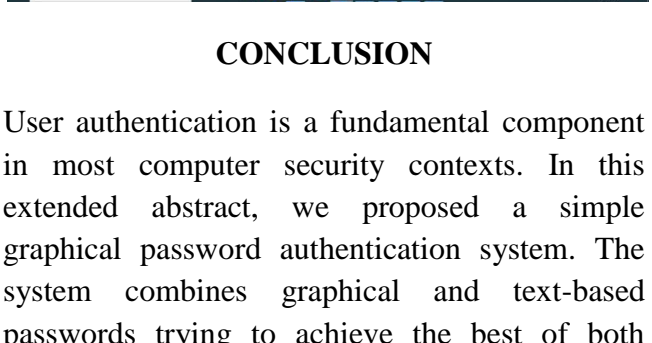 CONCLUSION
User authentication is a fundamental component
in most computer security contexts. In this
extended abstract, we proposed a simple
graphical password authentication system. The
system combines graphical and text-based
passwords trying to achieve the best of both